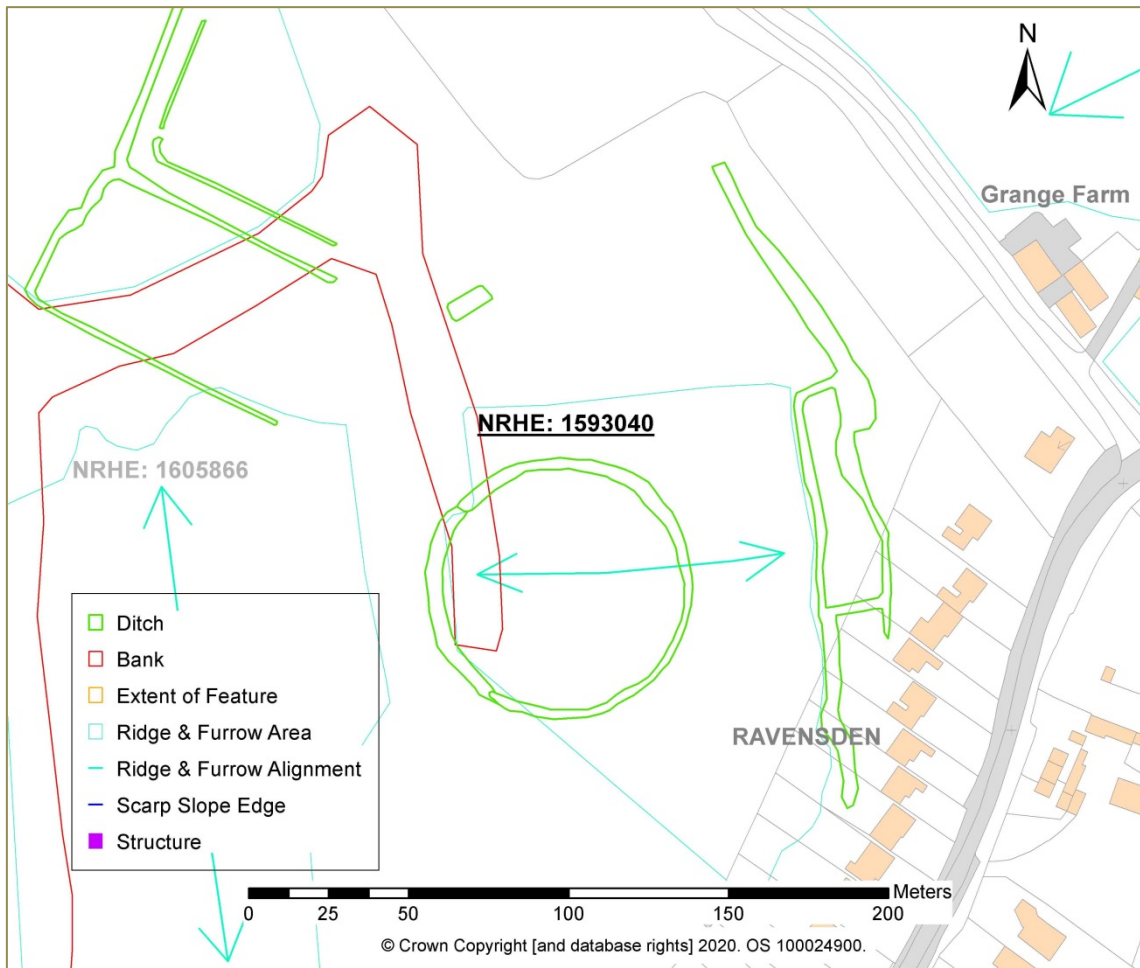 N
Grange Farm
NRHE: 1593040
NRHE: 1605866
Ditch
Bank
Extent of Feature
Ridge & Furrow Area
Ridge & Furrow Alignment
Scarp Slope Edge
Structure
RAVENSDEN
Meters
0 25 50 100 150 200
© Crown Copyright [and database rights] 2020. OS 100024900.